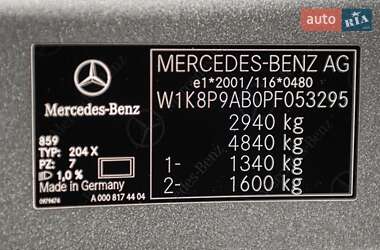 auto RIA
MERCEDES-BENZ AG
e1*2001/116*0480
W1K8P9AB0PF053295
2940 kg
4840 kg
1- 1340 kg
2- 1600 kg
Mercedes-Benz
859
TYP: 204 X
PZ: 7
1,0 %
Made in Germany
0979474 A 000 817 44 04